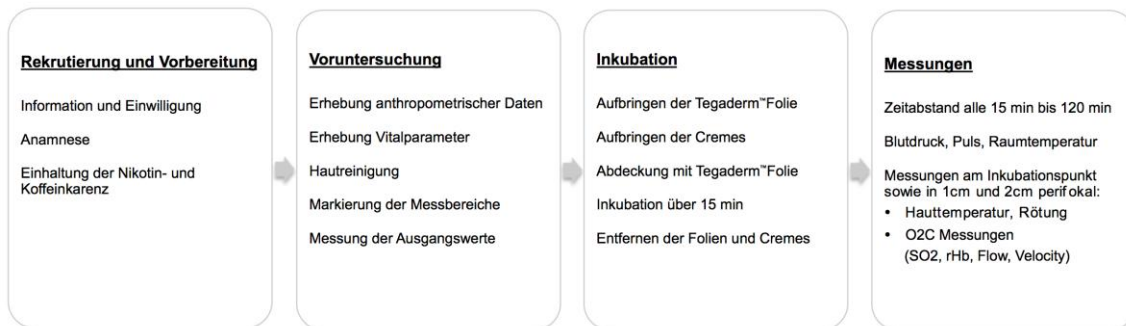 Rekrutierung und Vorbereitung
Information und Einwilligung
Anamnese
Einhaltung der Nikotin- und
Koffeinkarenz
Voruntersuchung
Erhebung anthropometrischer Daten
Erhebung Vitalparameter
Hautreinigung
Markierung der Messbereiche
Messung der Ausgangswerte
Inkubation
Aufbringen der Tegaderm™Folie
Aufbringen der Cremes
Abdeckung mit Tegaderm™Folie
Inkubation über 15 min
Entfernen der Folien und Cremes
Messungen
Zeitabstand alle 15 min bis 120 min
Blutdruck, Puls, Raumtemperatur
Messungen am Inkubationspunkt
sowie in 1cm und 2cm perifokal:
• Hauttemperatur, Rötung
• O2C Messungen
(SO2, rHb, Flow, Velocity)